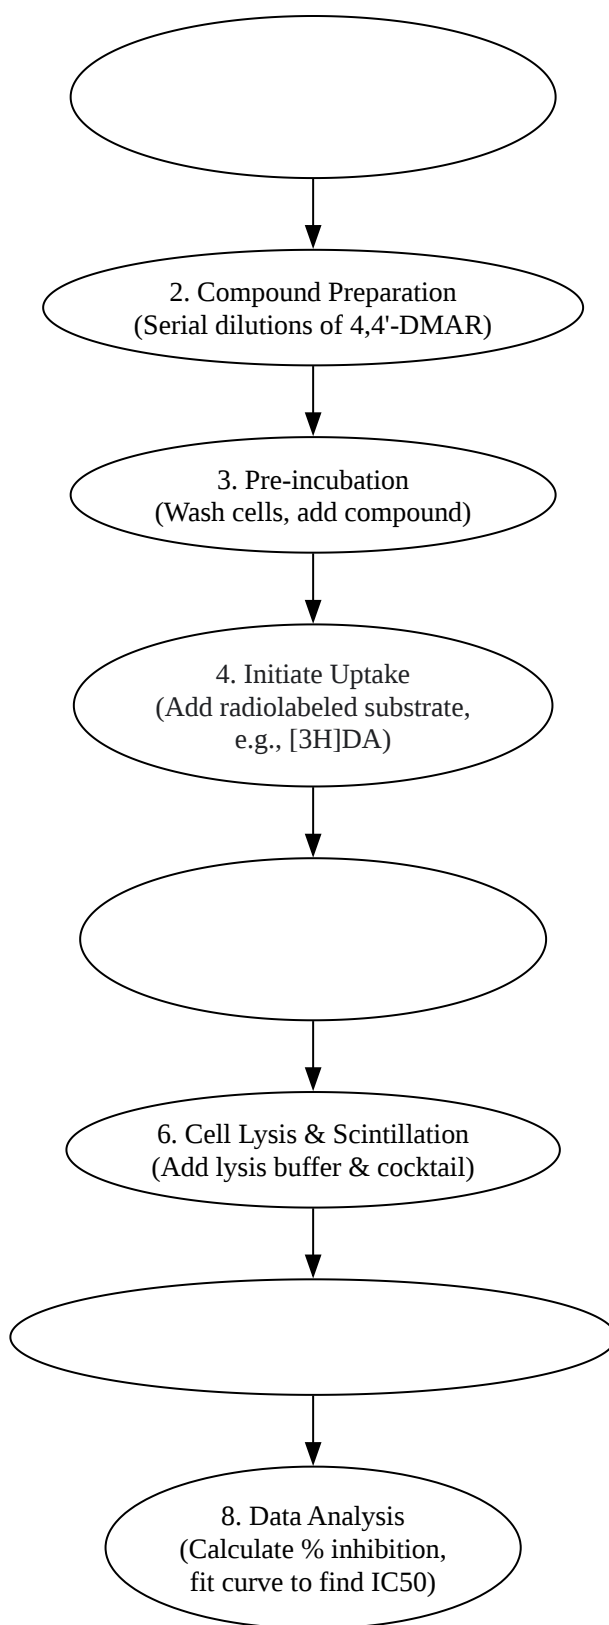 2. Compound Preparation
(Serial dilutions of 4,4'-DMAR)
3. Pre-incubation
(Wash cells, add compound)
4. Initiate Uptake
(Add radiolabeled substrate,
e.g., [3H]DA)
6. Cell Lysis & Scintillation
(Add lysis buffer & cocktail)
8. Data Analysis
(Calculate % inhibition,
fit curve to find IC50)